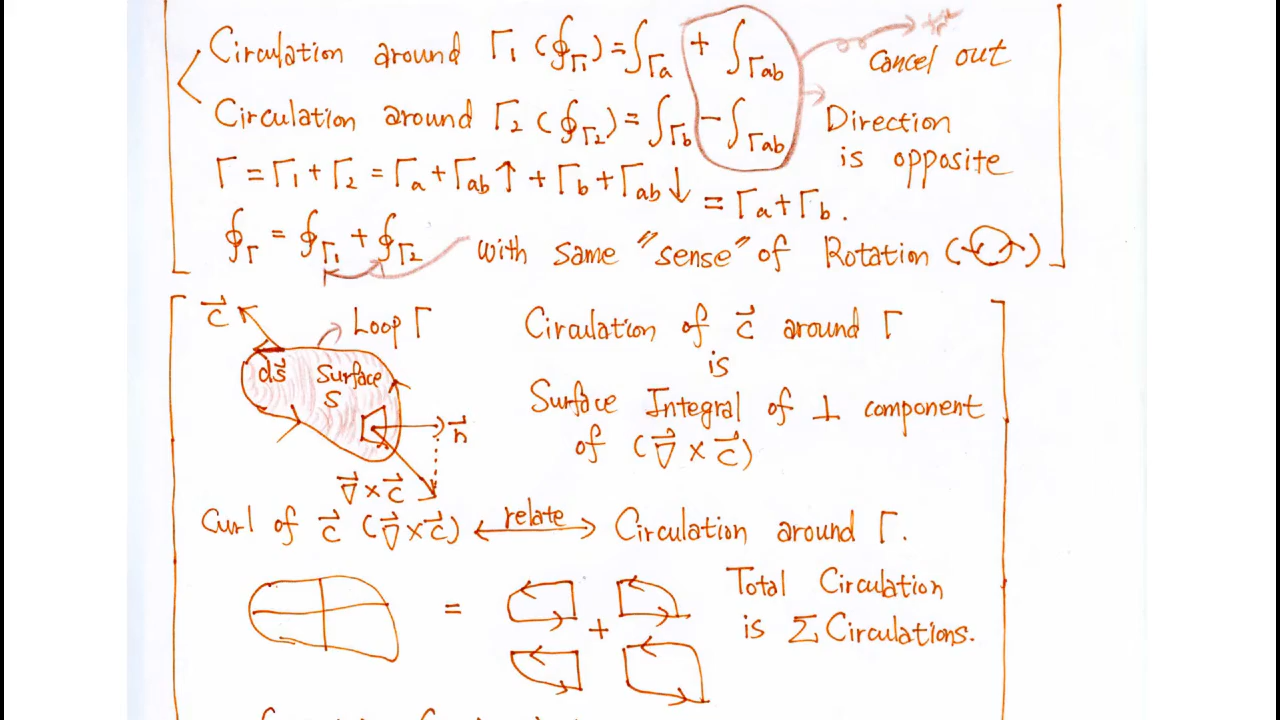 Circulation around Γ₁ (∮Γ₁) = ∫Γa + ∫Γab
Cancel out
Circulation around Γ₂ (∮Γ₂) = ∫Γb − ∫Γab
Direction
is opposite
Γ = Γ₁ + Γ₂ = Γa + Γab ↑ + Γb + Γab ↓ = Γa + Γb.
∮Γ = ∮Γ₁ + ∮Γ₂ with same "sense" of Rotation ( )
c⃗
Loop Γ
ds⃗ Surface
S
n⃗
∇⃗ × c⃗
Circulation of c⃗ around Γ
is
Surface Integral of ⊥ component
of (∇⃗ × c⃗)
Curl of c⃗ (∇⃗ × c⃗) ←relate→ Circulation around Γ.
= +
Total Circulation
is Σ Circulations.